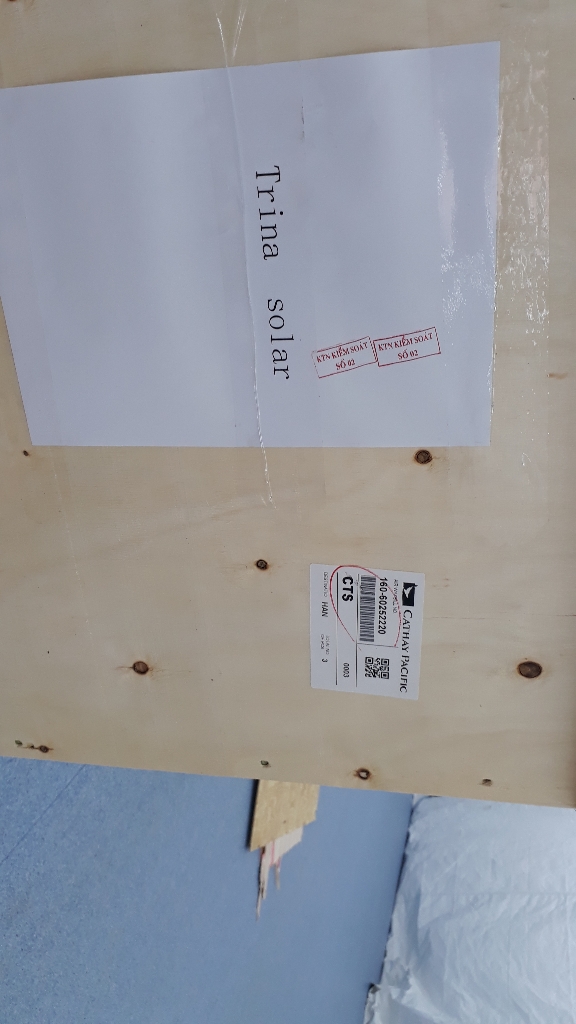 Trina solar
KTN KIỂM SOÁT
SỐ 02
KTN KIỂM SOÁT
SỐ 02
CATHAY PACIFIC
160-60252220
CTS
0003
HAN
3